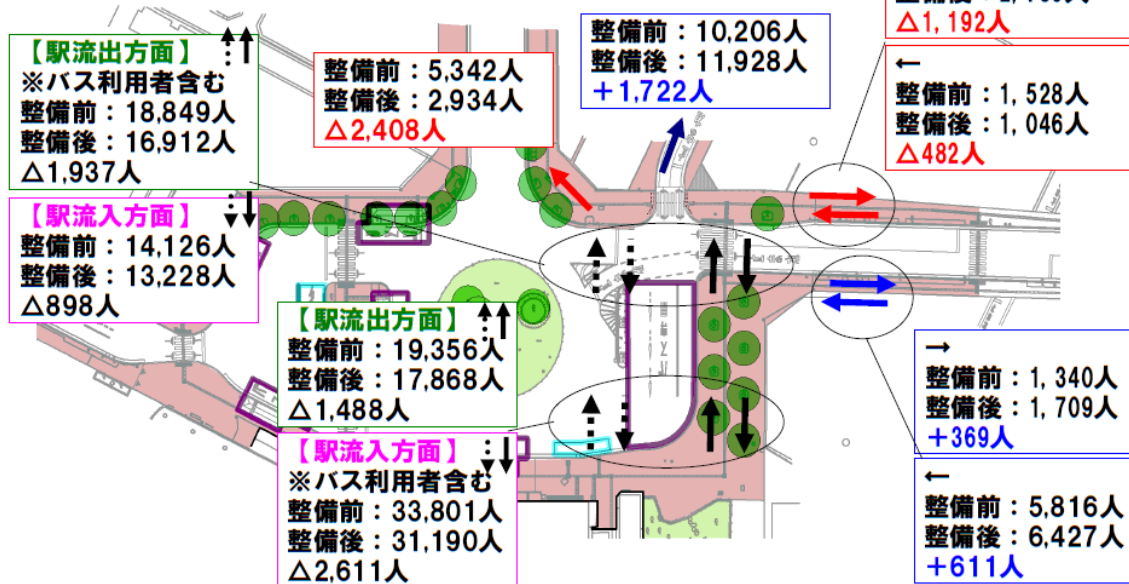 【駅流出方面】
※バス利用者含む
整備前：18,849人
整備後：16,912人
△1,937人
【駅流入方面】
整備前：14,126人
整備後：13,228人
△898人
整備前：5,342人
整備後：2,934人
△2,408人
整備前：10,206人
整備後：11,928人
＋1,722人
△1,192人
←
整備前：1,528人
整備後：1,046人
△482人
【駅流出方面】
整備前：19,356人
整備後：17,868人
△1,488人
【駅流入方面】
※バス利用者含む
整備前：33,801人
整備後：31,190人
△2,611人
→
整備前：1,340人
整備後：1,709人
＋369人
←
整備前：5,816人
整備後：6,427人
＋611人